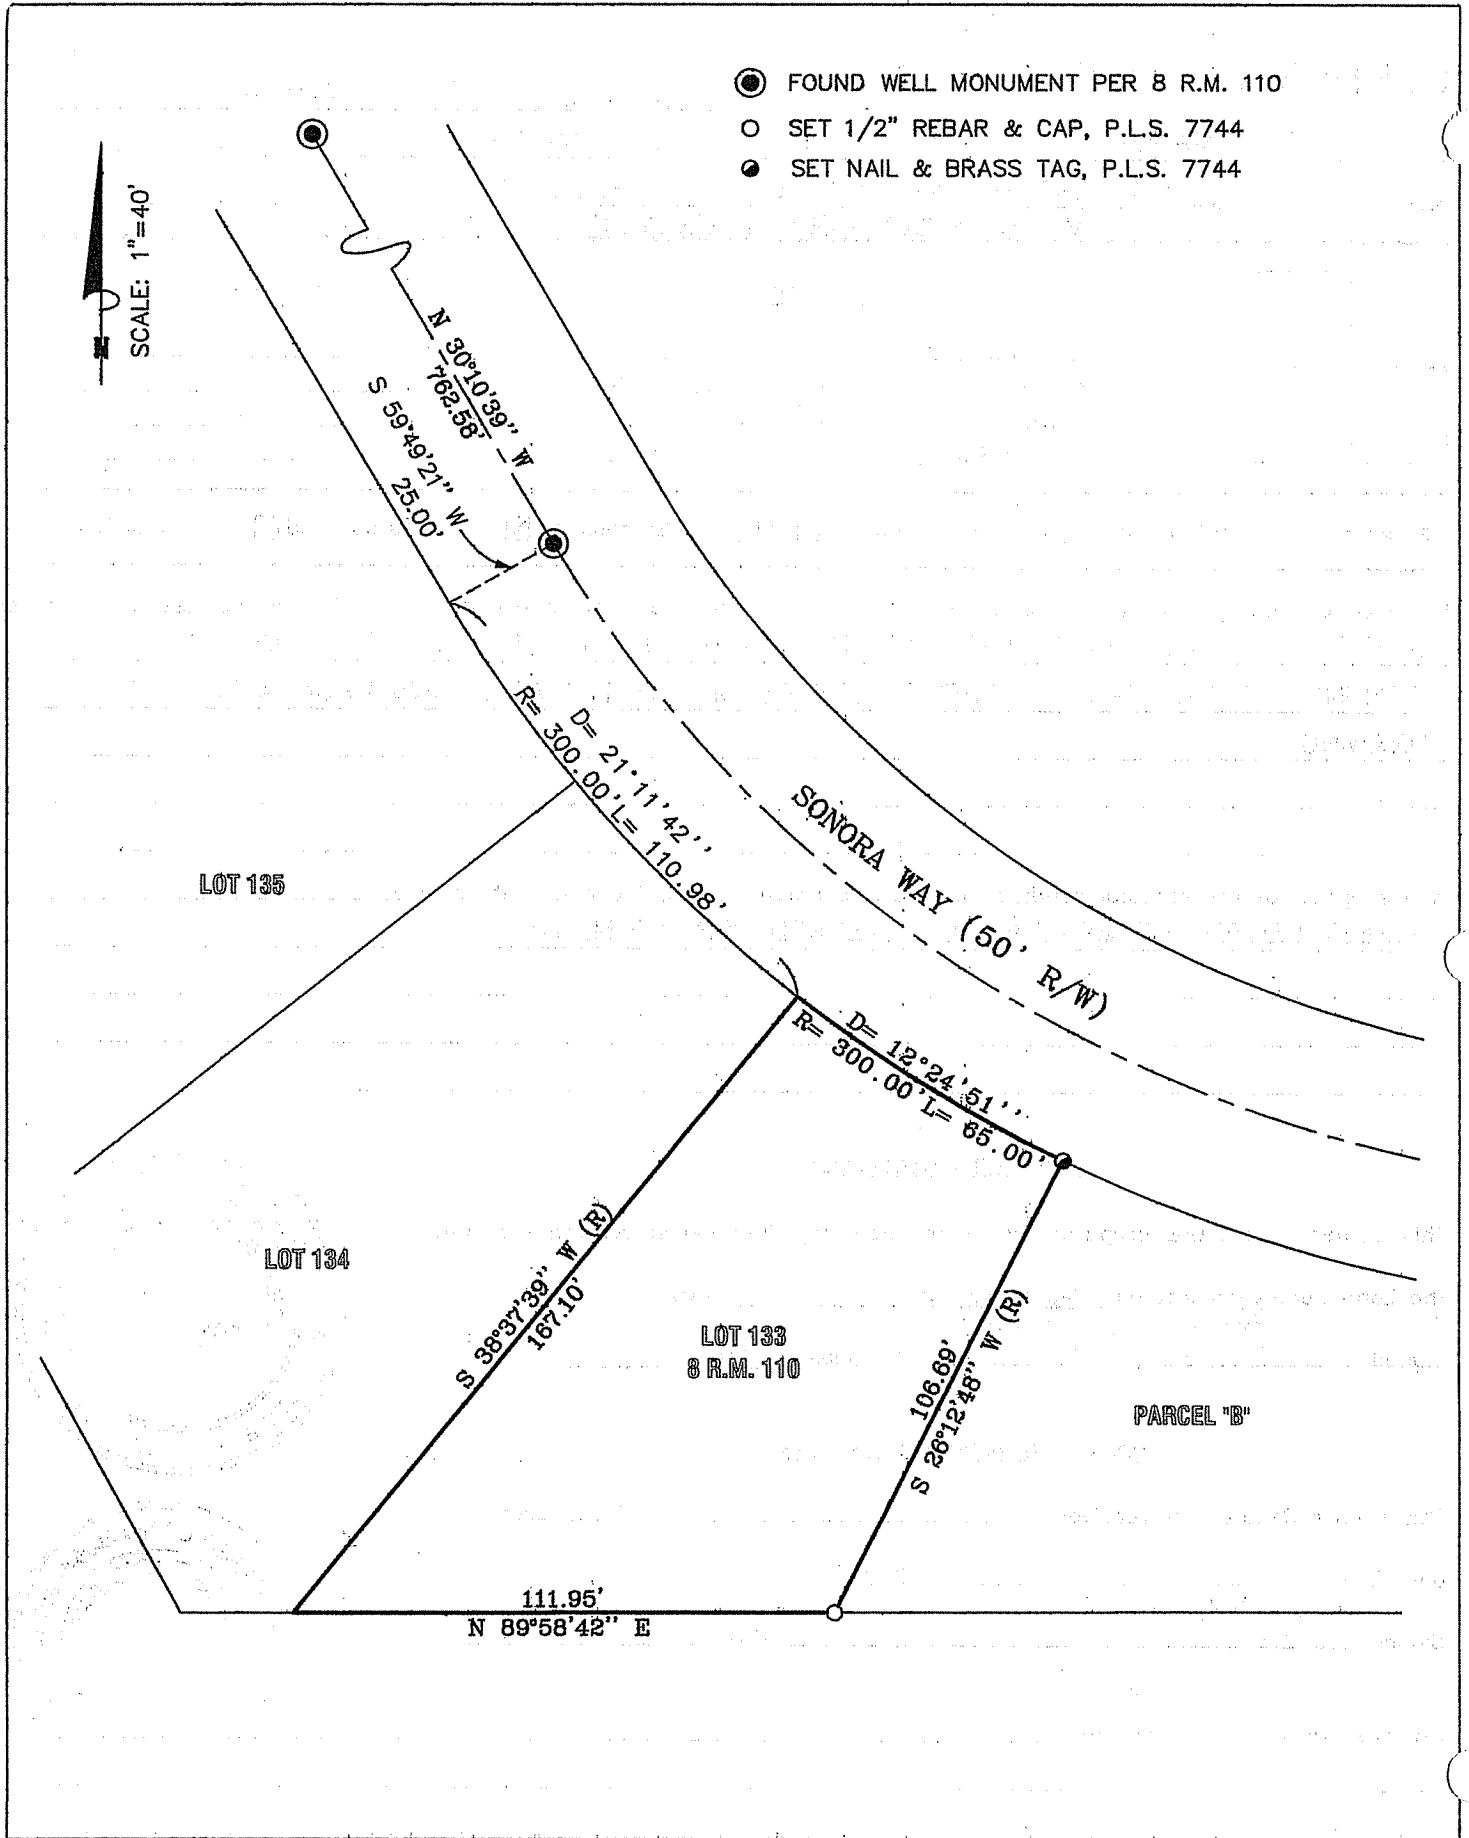 FOUND WELL MONUMENT PER 8 R.M. 110
SET 1/2" REBAR & CAP, P.L.S. 7744
SET NAIL & BRASS TAG, P.L.S. 7744
N
SCALE: 1"=40'
N 30°10'39" W
762.58'
S 59°49'21" W
25.00'
D= 21°11'42''
R= 300.00' L= 110.98'
SONORA WAY (50' R/W)
LOT 135
D= 12°24'51''
R= 300.00' L= 65.00'
LOT 134
S 38°37'39" W (R)
167.10'
LOT 133
8 R.M. 110
106.69'
S 26°12'48" W (R)
PARCEL "B"
111.95'
N 89°58'42" E